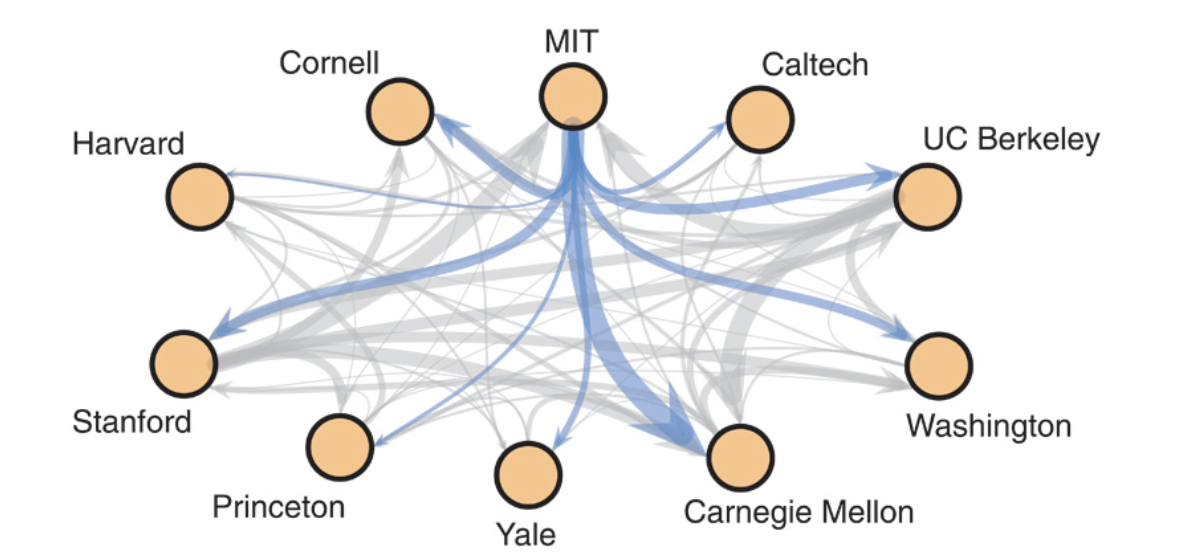 MIT
Cornell
Caltech
Harvard
UC Berkeley
Stanford
Washington
Princeton
Carnegie Mellon
Yale